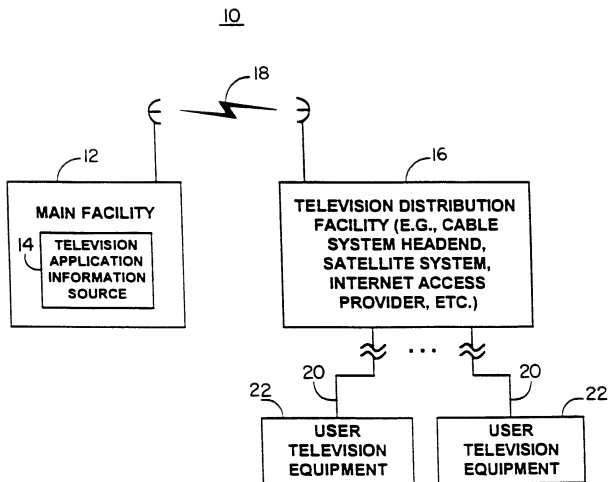 10
18
12
16
MAIN FACILITY
14
TELEVISION
APPLICATION
INFORMATION
SOURCE
TELEVISION DISTRIBUTION
FACILITY (E.G., CABLE
SYSTEM HEADEND,
SATELLITE SYSTEM,
INTERNET ACCESS
PROVIDER, ETC.)
...
20
20
22
22
USER
TELEVISION
EQUIPMENT
USER
TELEVISION
EQUIPMENT